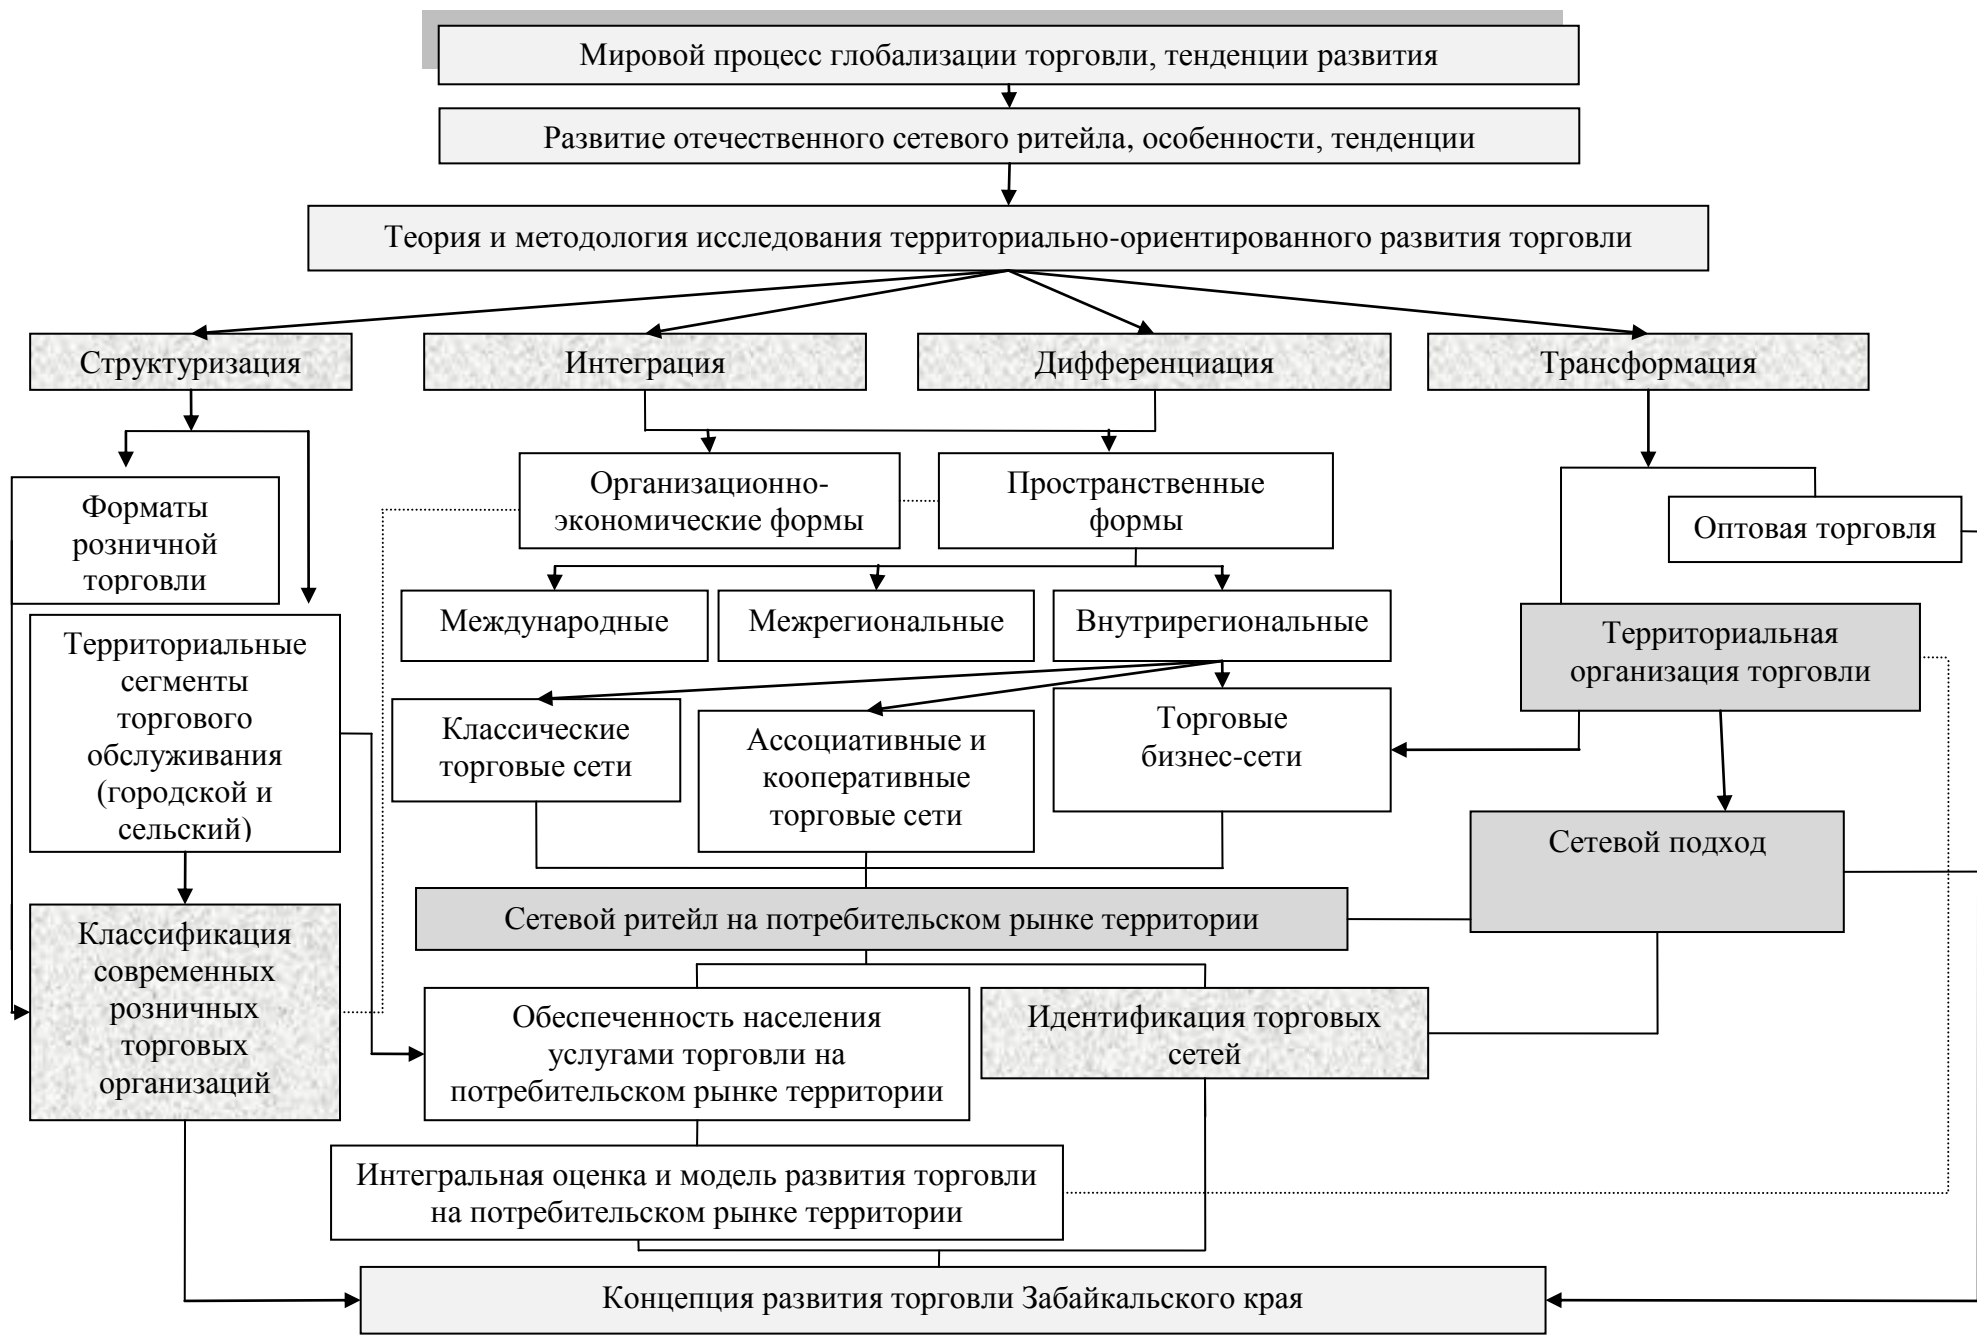 Мировой процесс глобализации торговли, тенденции развития
Развитие отечественного сетевого ритейла, особенности, тенденции
Теория и методология исследования территориально-ориентированного развития торговли
Структуризация
Интеграция
Дифференциация
Трансформация
Форматы
розничной
торговли
Организационно-
экономические формы
Пространственные
формы
Оптовая торговля
Международные
Межрегиональные
Внутрирегиональные
Территориальная
организация торговли
Территориальные
сегменты
торгового
обслуживания
(городской и
сельский)
Классические
торговые сети
Ассоциативные и
кооперативные
торговые сети
Торговые
бизнес-сети
Сетевой подход
Сетевой ритейл на потребительском рынке территории
Классификация
современных
розничных
торговых
организаций
Обеспеченность населения
услугами торговли на
потребительском рынке территории
Идентификация торговых
сетей
Интегральная оценка и модель развития торговли
на потребительском рынке территории
Концепция развития торговли Забайкальского края